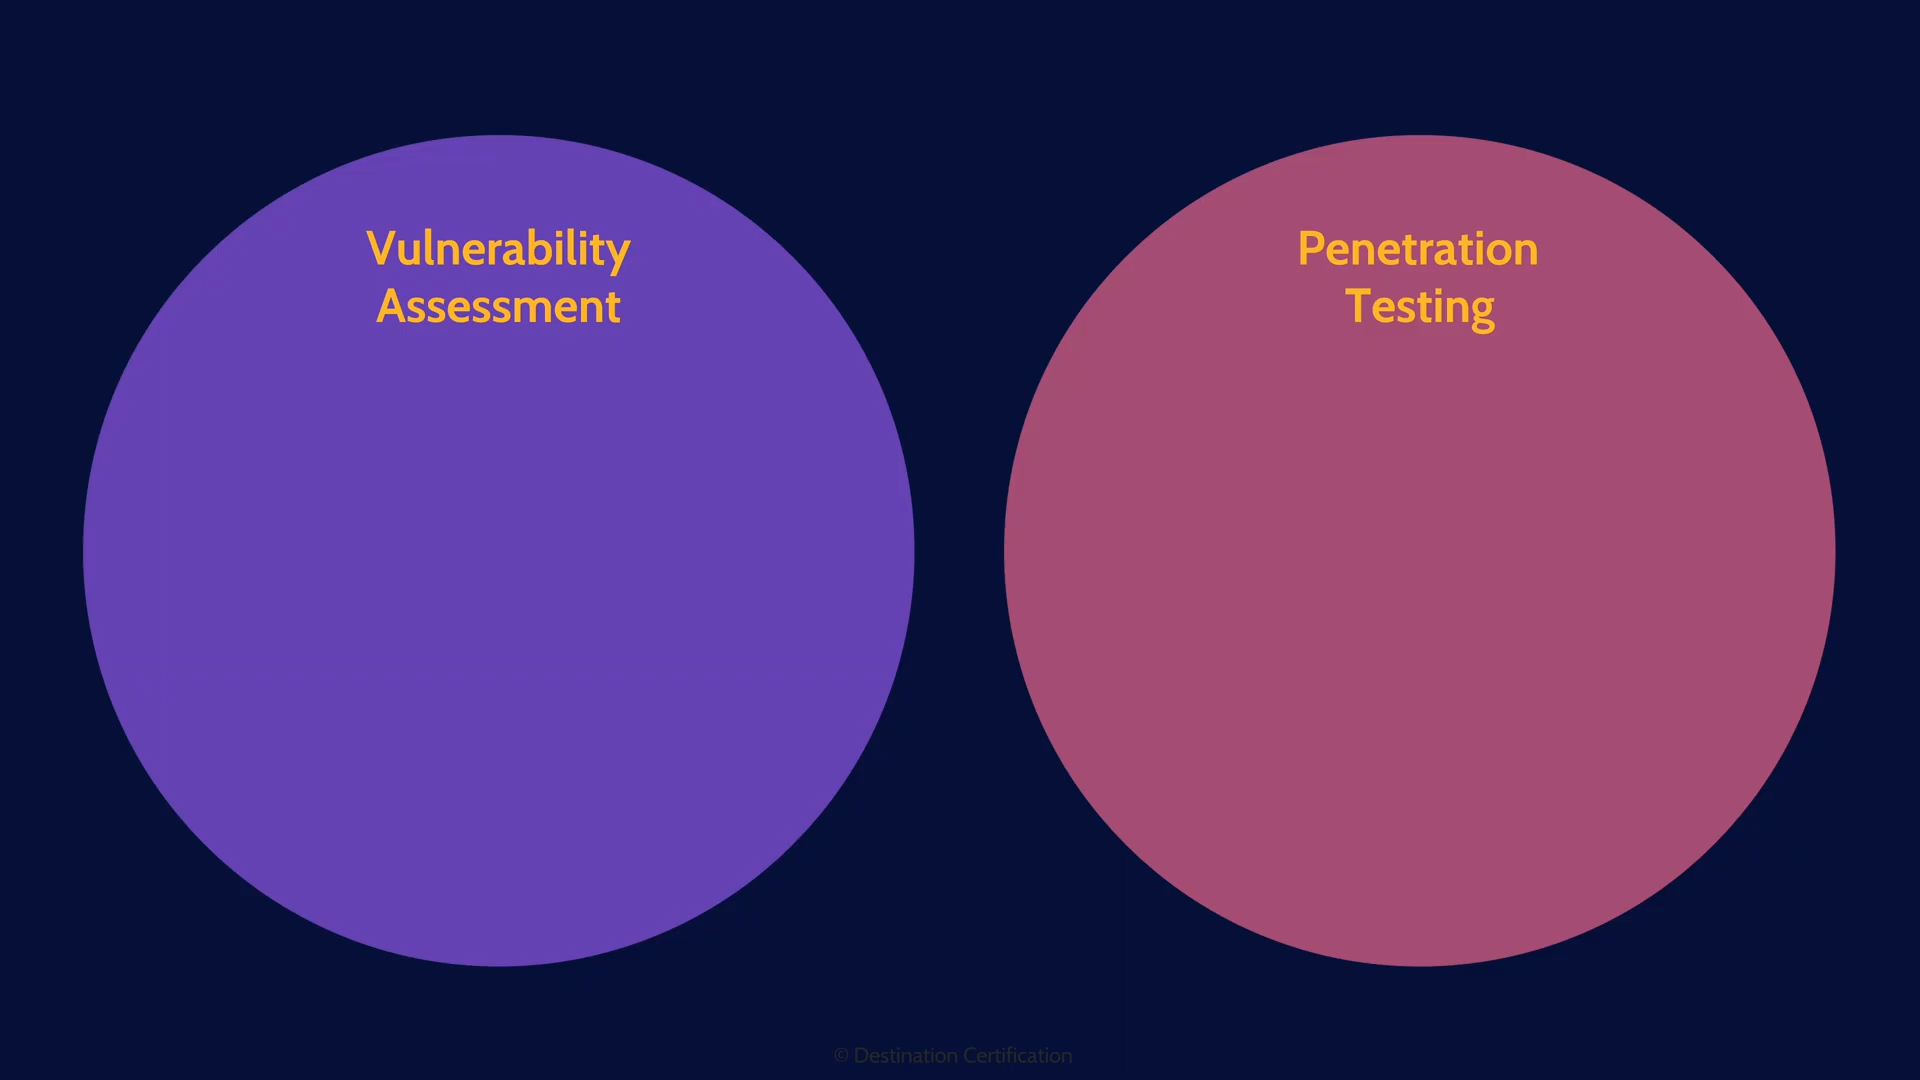 Vulnerability
Assessment
Penetration
Testing
© Destination Certification